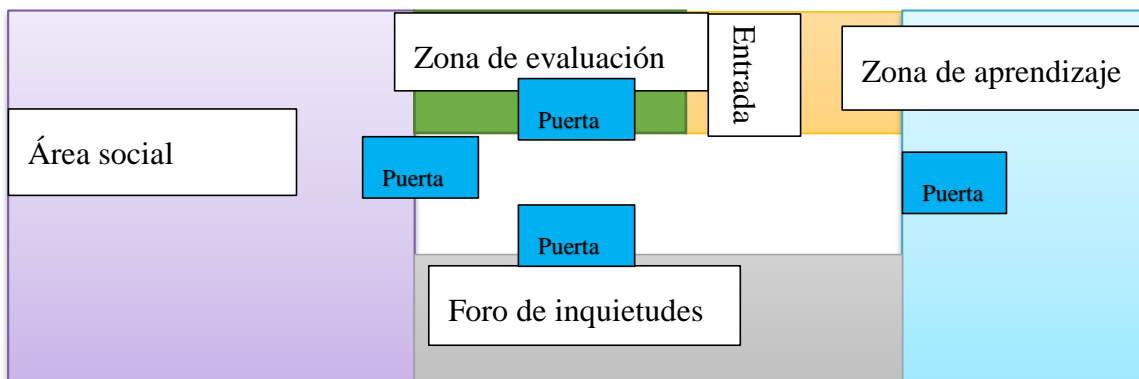 Zona de evaluación
Entrada
Zona de aprendizaje
Puerta
Área social
Puerta
Puerta
Puerta
Foro de inquietudes